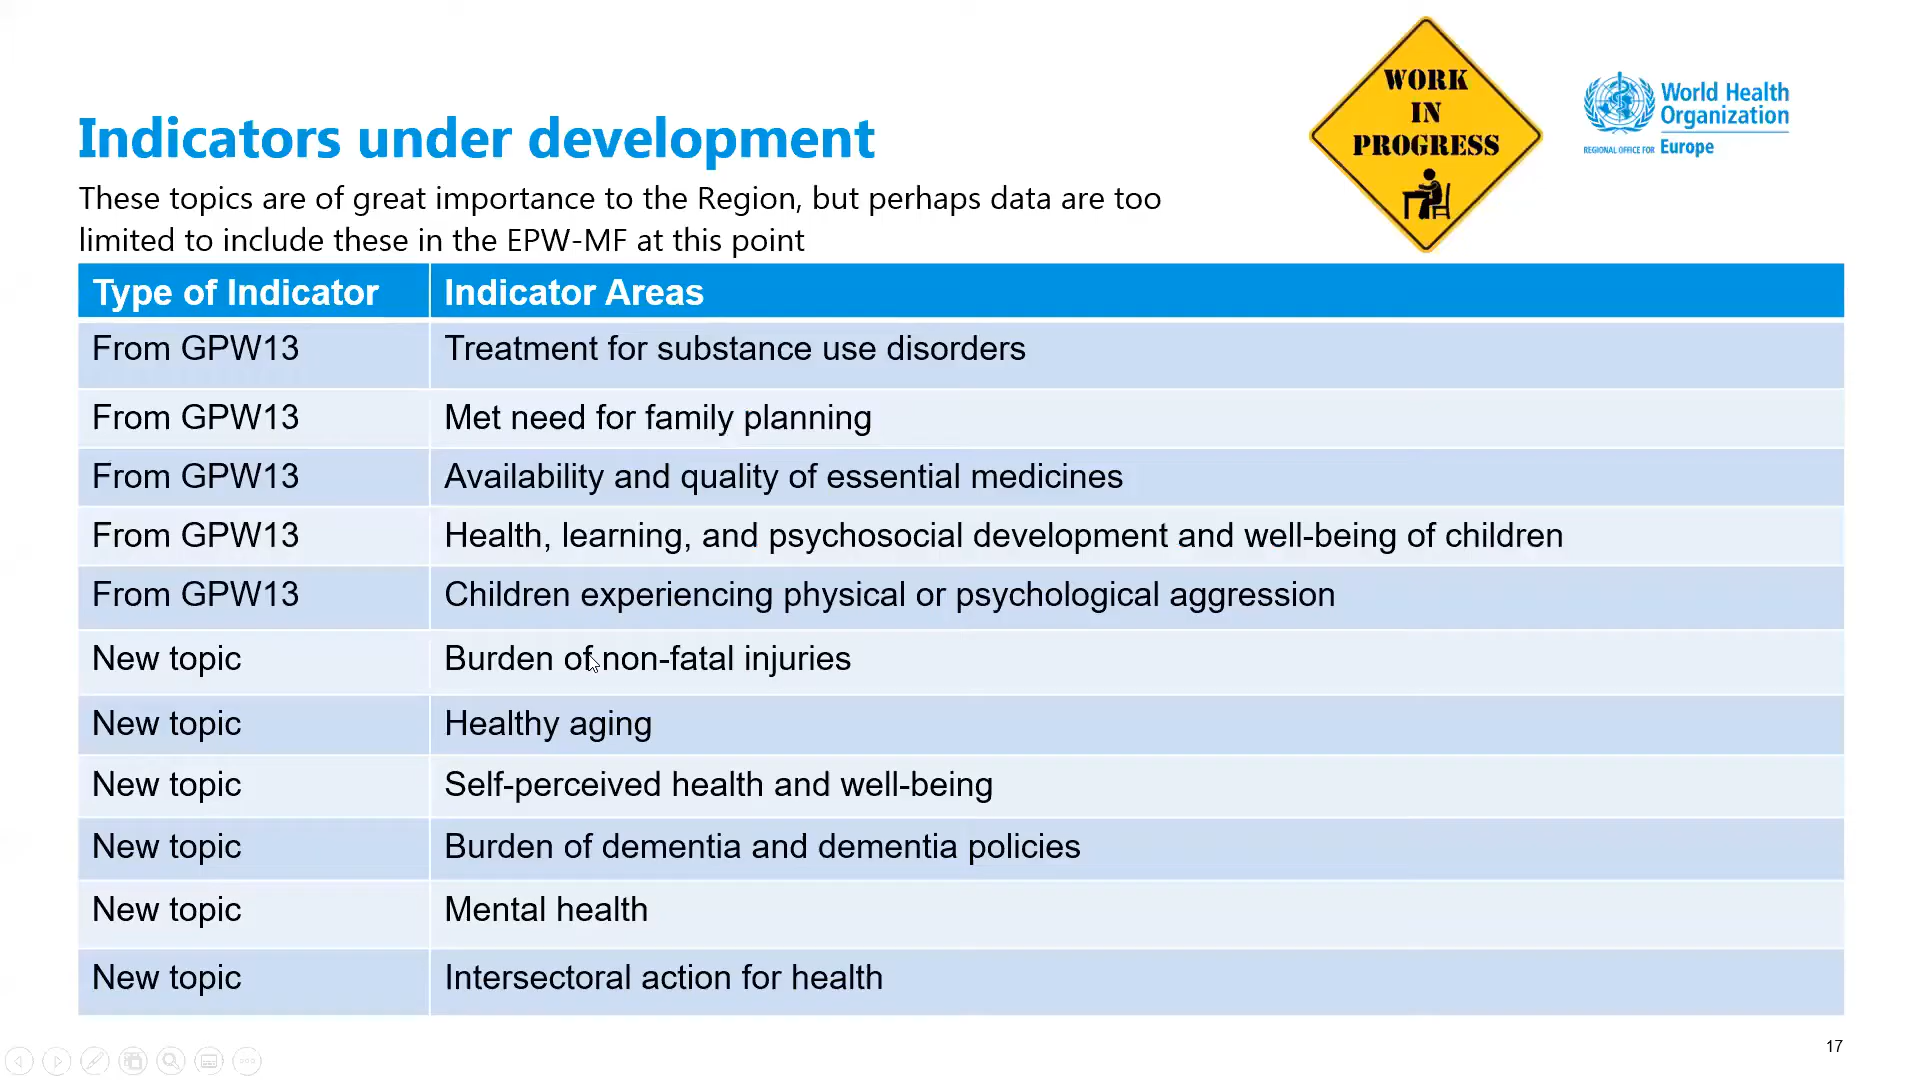 WORK
IN
PROGRESS
World Health
Organization
REGIONAL OFFICE FOR Europe
Indicators under development
These topics are of great importance to the Region, but perhaps data are too
limited to include these in the EPW-MF at this point
Type of Indicator Indicator Areas
From GPW13 Treatment for substance use disorders
From GPW13 Met need for family planning
From GPW13 Availability and quality of essential medicines
From GPW13 Health, learning, and psychosocial development and well-being of children
From GPW13 Children experiencing physical or psychological aggression
New topic Burden of non-fatal injuries
New topic Healthy aging
New topic Self-perceived health and well-being
New topic Burden of dementia and dementia policies
New topic Mental health
New topic Intersectoral action for health
17